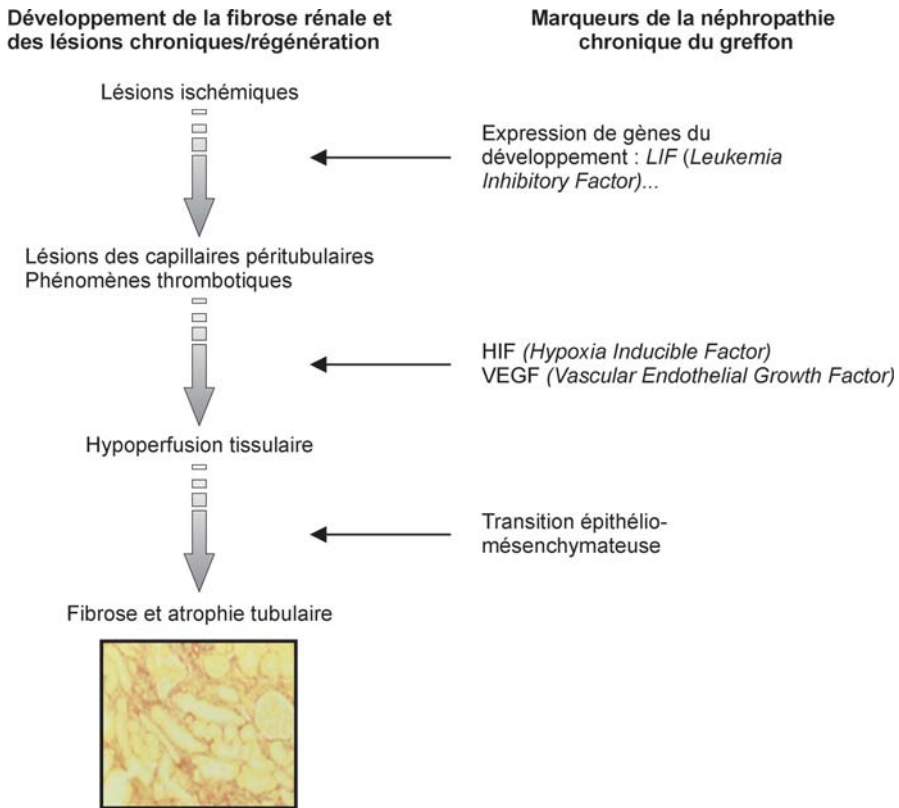 Développement de la fibrose rénale et
des lésions chroniques/régénération
Marqueurs de la néphropathie
chronique du greffon
Lésions ischémiques
Expression de gènes du
développement : LIF (Leukemia
Inhibitory Factor)...
Lésions des capillaires péritubulaires
Phénomènes thrombotiques
HIF (Hypoxia Inducible Factor)
VEGF (Vascular Endothelial Growth Factor)
Hypoperfusion tissulaire
Transition épithélio-
mésenchymateuse
Fibrose et atrophie tubulaire